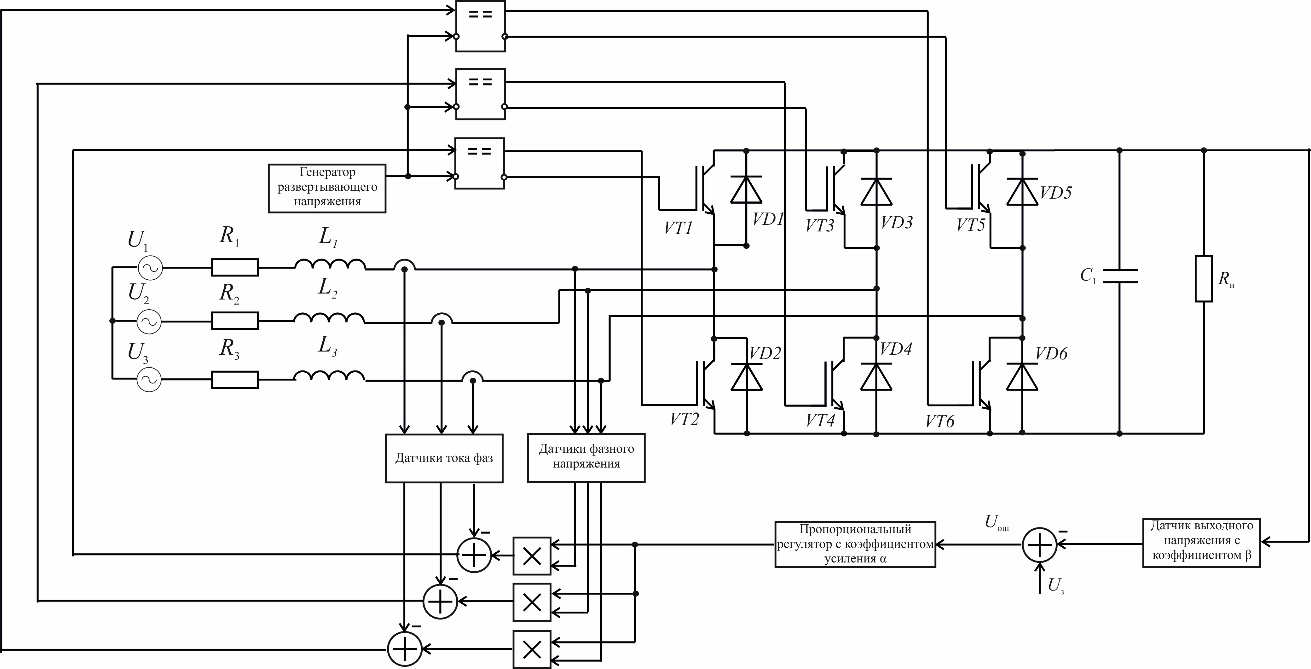 ==
==
==
Генератор
развертывающего
напряжения
VT1
VD1
VT3
VD3
VT5
VD5
U1
R1
L1
U2
R2
L2
U3
R3
L3
C1
Rн
VT2
VD2
VT4
VD4
VT6
VD6
Датчики тока фаз
Датчики фазного
напряжения
Uош
Uз
Пропорциональный
регулятор с коэффициентом
усиления α
Датчик выходного
напряжения с
коэффициентом β